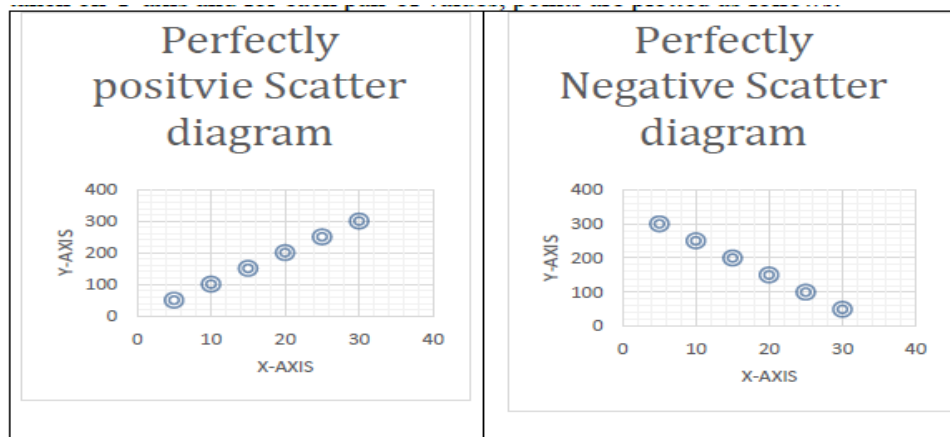 Perfectly
positvie Scatter
diagram
400
300
200
100
0
0 10 20 30 40
Y-AXIS
X-AXIS
Perfectly
Negative Scatter
diagram
400
300
200
100
0
0 10 20 30 40
Y-AXIS
X-AXIS